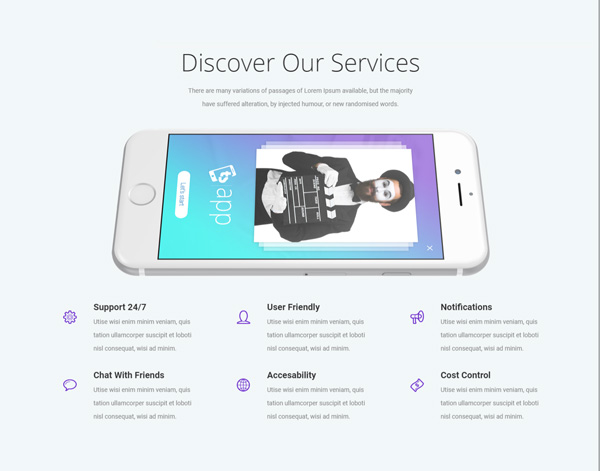 Discover Our Services
There are many variations of passages of Lorem Ipsum available, but the majority
have suffered alteration, by injected humour, or new randomised words.
Let's start
app
Support 24/7
Utise wisi enim minim veniam, quis
tation ullamcorper suscipit et loboti
nisl consequat, wisi ad minim.
User Friendly
Utise wisi enim minim veniam, quis
tation ullamcorper suscipit et loboti
nisl consequat, wisi ad minim.
Notifications
Utise wisi enim minim veniam, quis
tation ullamcorper suscipit et loboti
nisl consequat, wisi ad minim.
Chat With Friends
Utise wisi enim minim veniam, quis
tation ullamcorper suscipit et loboti
nisl consequat, wisi ad minim.
Accesability
Utise wisi enim minim veniam, quis
tation ullamcorper suscipit et loboti
nisl consequat, wisi ad minim.
Cost Control
Utise wisi enim minim veniam, quis
tation ullamcorper suscipit et loboti
nisl consequat, wisi ad minim.